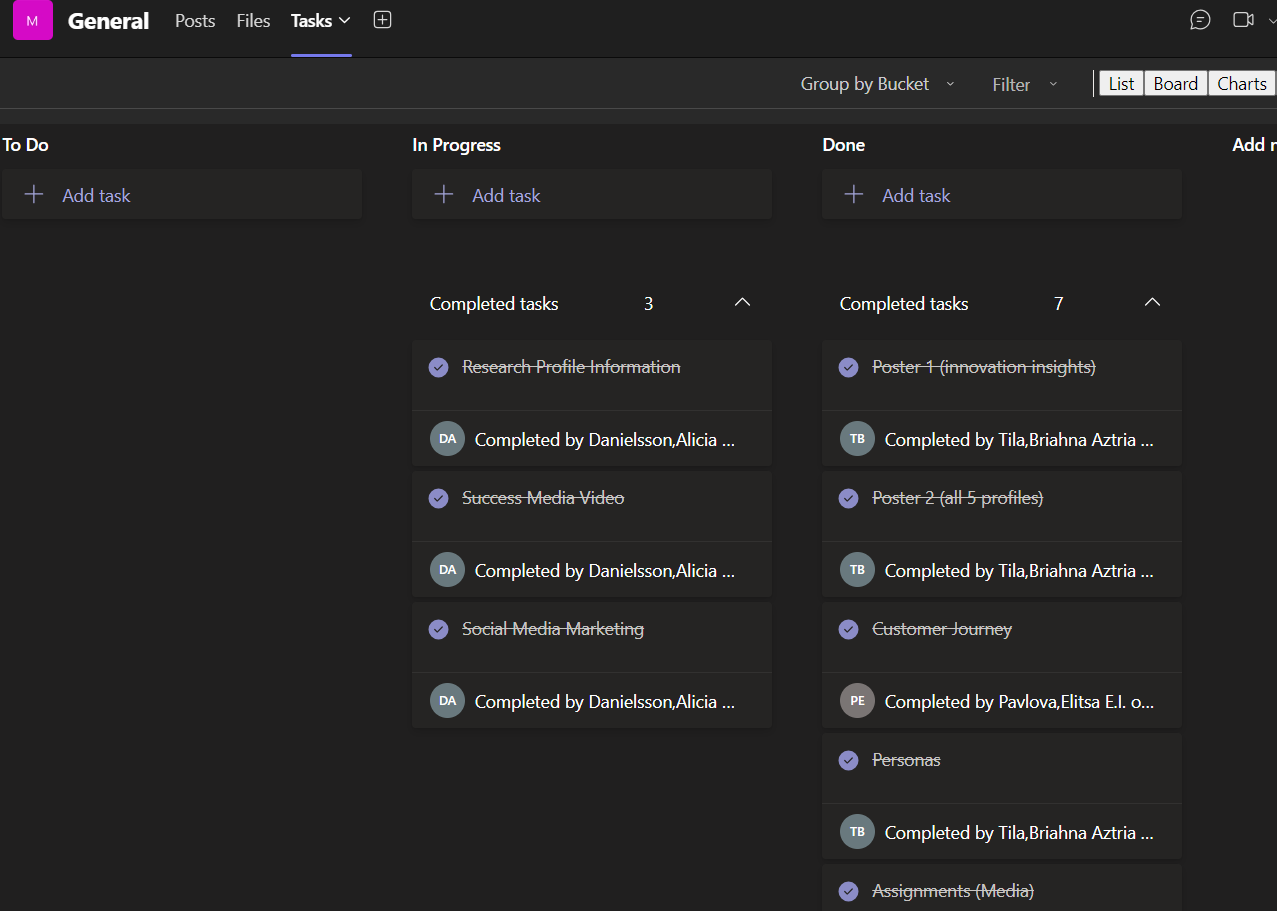 M General Posts Files Tasks
Group by Bucket Filter List Board Charts
To Do
Add task
In Progress
Add task
Completed tasks 3
Research Profile Information
DA Completed by Danielsson,Alicia ...
Success Media Video
DA Completed by Danielsson,Alicia ...
Social Media Marketing
DA Completed by Danielsson,Alicia ...
Done
Add task
Completed tasks 7
Poster 1 (innovation insights)
TB Completed by Tila,Briahna Aztria ...
Poster 2 (all 5 profiles)
TB Completed by Tila,Briahna Aztria ...
Customer Journey
PE Completed by Pavlova,Elitsa E.I. o...
Personas
TB Completed by Tila,Briahna Aztria ...
Assignments (Media)
Add